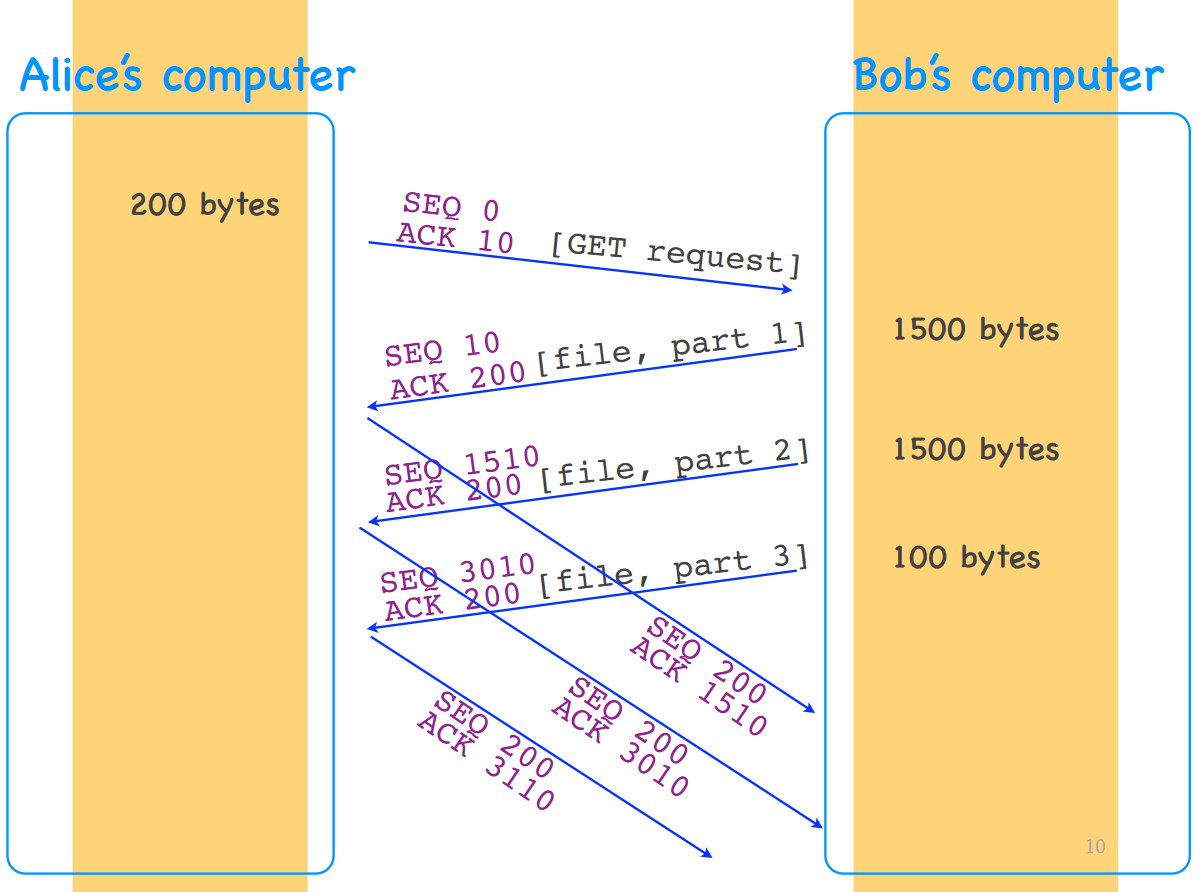 Alice's computer
Bob's computer
200 bytes
SEQ 0
ACK 10 [GET request]
1500 bytes
SEQ 10
ACK 200 [file, part 1]
1500 bytes
SEQ 1510
ACK 200 [file, part 2]
100 bytes
SEQ 3010
ACK 200 [file, part 3]
SEQ 200
ACK 1510
SEQ 200
ACK 3010
SEQ 200
ACK 3110
10